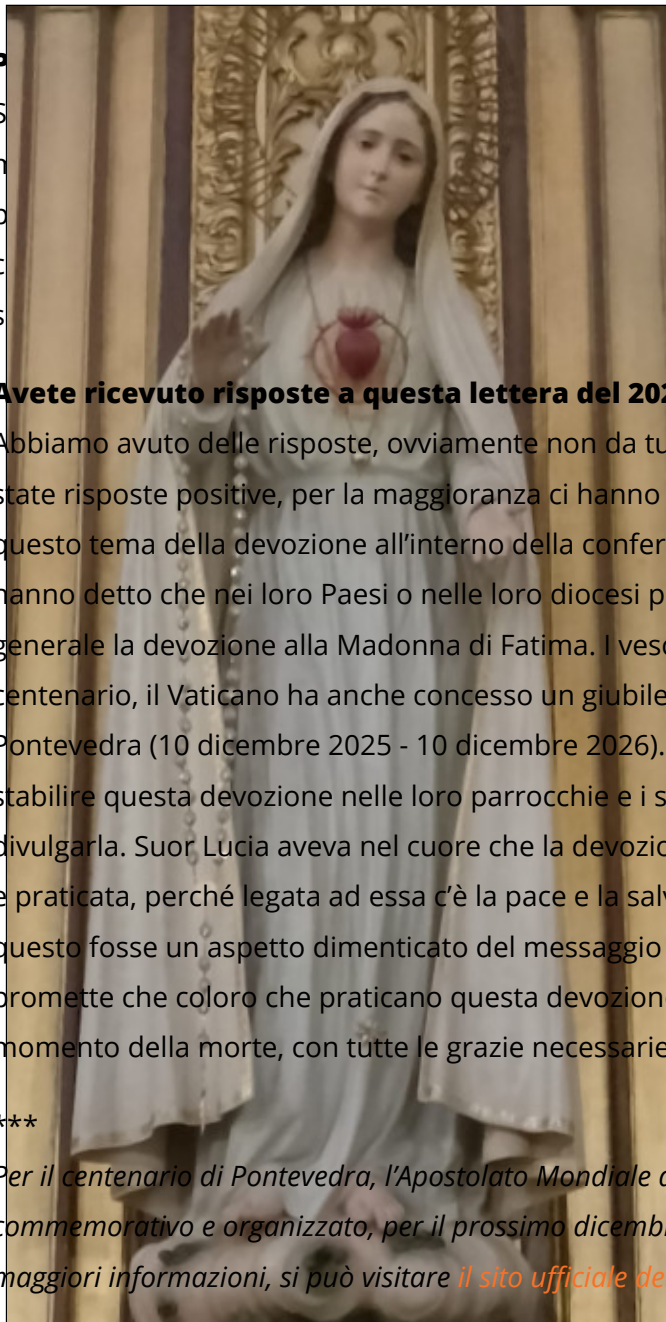 Avete ricevuto risposte a questa lettera del 202
Abbiamo avuto delle risposte, ovviamente non da tu
state risposte positive, per la maggioranza ci hanno
questo tema della devozione all’interno della confer
hanno detto che nei loro Paesi o nelle loro diocesi p
generale la devozione alla Madonna di Fatima. I vesc
centenario, il Vaticano ha anche concesso un giubile
Pontevedra (10 dicembre 2025 - 10 dicembre 2026).
stabilire questa devozione nelle loro parrocchie e i s
divulgarla. Suor Lucia aveva nel cuore che la devozio
e praticata, perché legata ad essa c’è la pace e la salv
questo fosse un aspetto dimenticato del messaggio
promette che coloro che praticano questa devozione
momento della morte, con tutte le grazie necessarie
***
Per il centenario di Pontevedra, l’Apostolato Mondiale d
commemorativo e organizzato, per il prossimo dicembr
maggiori informazioni, si può visitare il sito ufficiale de